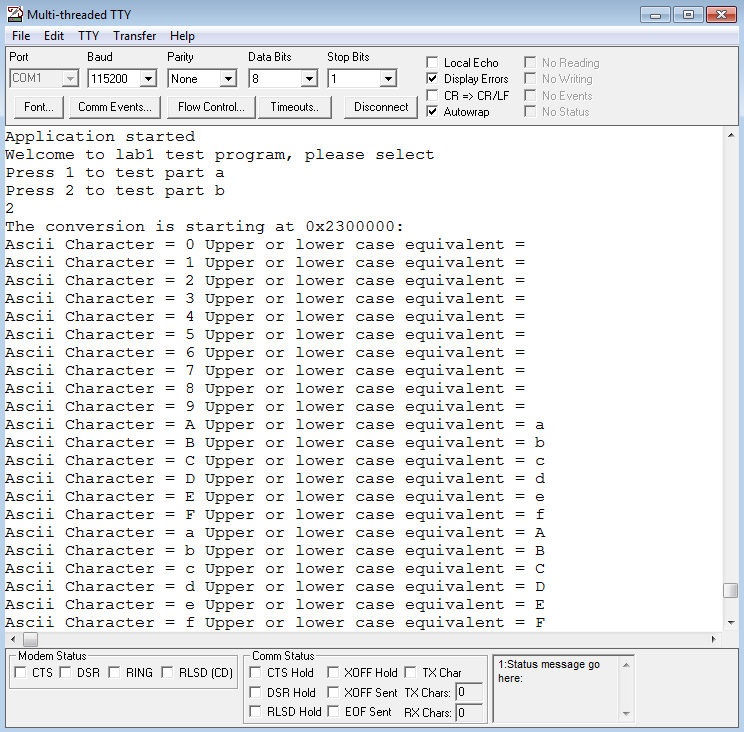 Multi-threaded TTY
File Edit TTY Transfer Help
Port Baud Parity Data Bits Stop Bits
COM1 115200 None 8 1
Local Echo No Reading
Display Errors No Writing
CR => CR/LF No Events
Autowrap No Status
Font... Comm Events... Flow Control... Timeouts.. Disconnect
Application started
Welcome to lab1 test program, please select
Press 1 to test part a
Press 2 to test part b
2
The conversion is starting at 0x2300000:
Ascii Character = 0 Upper or lower case equivalent =
Ascii Character = 1 Upper or lower case equivalent =
Ascii Character = 2 Upper or lower case equivalent =
Ascii Character = 3 Upper or lower case equivalent =
Ascii Character = 4 Upper or lower case equivalent =
Ascii Character = 5 Upper or lower case equivalent =
Ascii Character = 6 Upper or lower case equivalent =
Ascii Character = 7 Upper or lower case equivalent =
Ascii Character = 8 Upper or lower case equivalent =
Ascii Character = 9 Upper or lower case equivalent =
Ascii Character = A Upper or lower case equivalent = a
Ascii Character = B Upper or lower case equivalent = b
Ascii Character = C Upper or lower case equivalent = c
Ascii Character = D Upper or lower case equivalent = d
Ascii Character = E Upper or lower case equivalent = e
Ascii Character = F Upper or lower case equivalent = f
Ascii Character = a Upper or lower case equivalent = A
Ascii Character = b Upper or lower case equivalent = B
Ascii Character = c Upper or lower case equivalent = C
Ascii Character = d Upper or lower case equivalent = D
Ascii Character = e Upper or lower case equivalent = E
Ascii Character = f Upper or lower case equivalent = F
Modem Status
CTS DSR RING RLSD (CD)
Comm Status
CTS Hold XOFF Hold TX Char
DSR Hold XOFF Sent TX Chars: 0
RLSD Hold EOF Sent RX Chars: 0
1:Status message go
here: